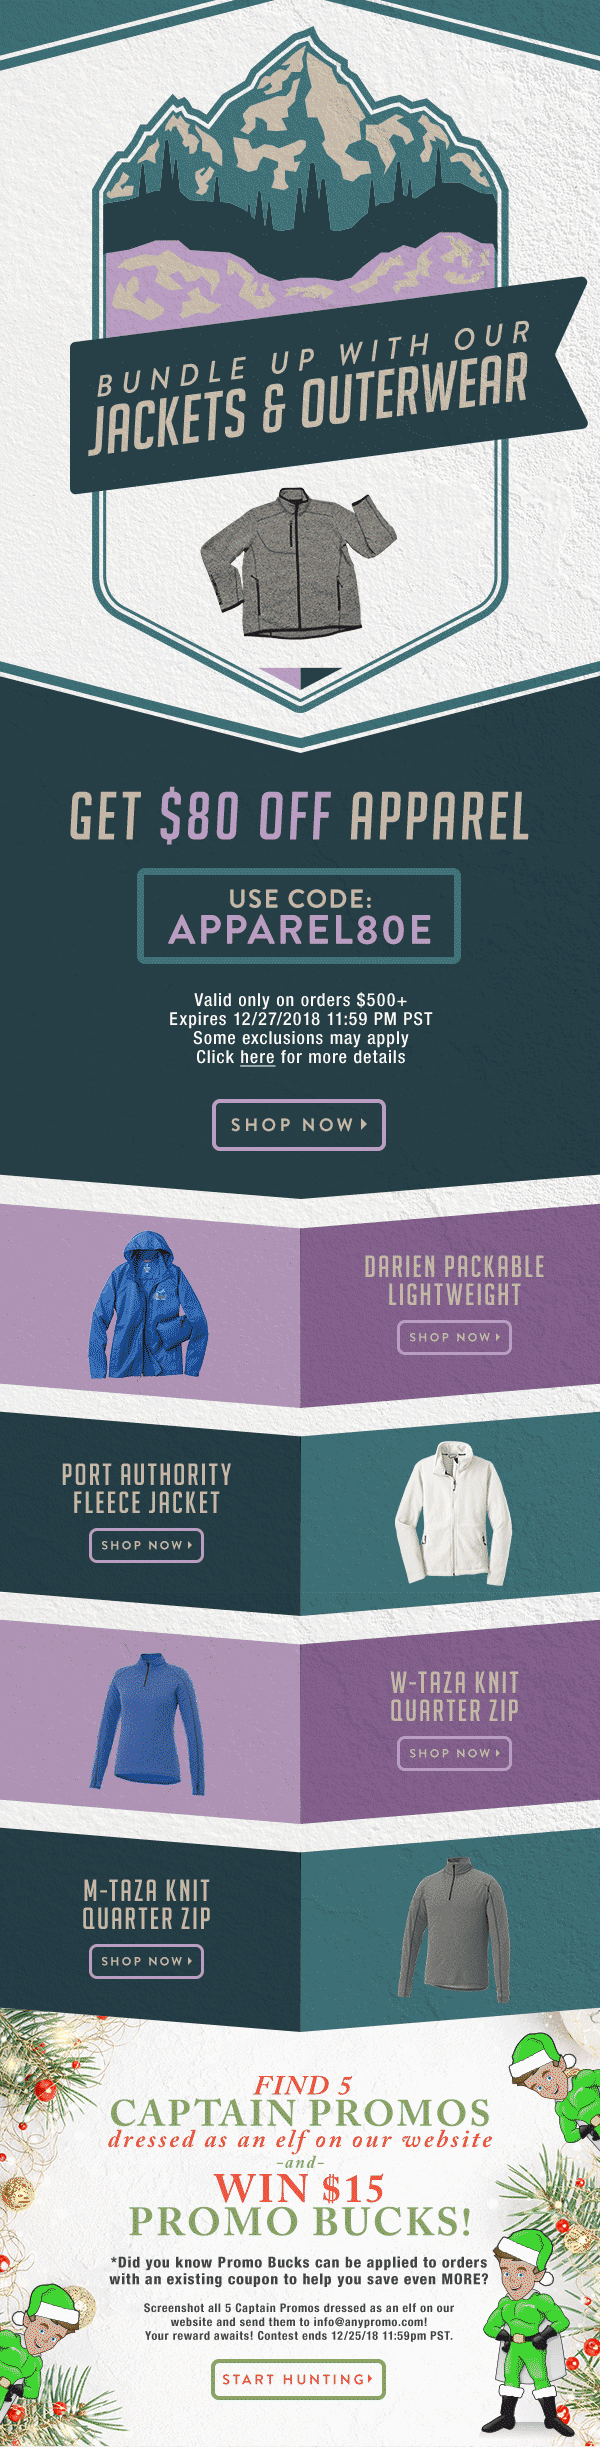 BUNDLE UP WITH OUR
JACKETS & OUTERWEAR
GET $80 OFF APPAREL
USE CODE:
APPAREL80E
Valid only on orders $500+
Expires 12/27/2018 11:59 PM PST
Some exclusions may apply
Click here for more details
SHOP NOW
DARIEN PACKABLE
LIGHTWEIGHT
SHOP NOW
PORT AUTHORITY
FLEECE JACKET
SHOP NOW
W-TAZA KNIT
QUARTER ZIP
SHOP NOW
M-TAZA KNIT
QUARTER ZIP
SHOP NOW
FIND 5
CAPTAIN PROMOS
dressed as an elf on our website
-and-
WIN $15
PROMO BUCKS!
*Did you know Promo Bucks can be applied to orders
with an existing coupon to help you save even MORE?
Screenshot all 5 Captain Promos dressed as an elf on our
website and send them to info@anypromo.com!
Your reward awaits! Contest ends 12/25/18 11:59pm PST.
START HUNTING